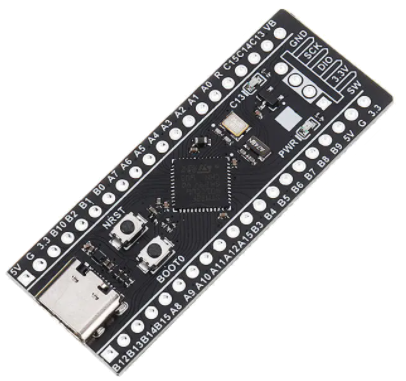 5V G 3.3 B10 B2 B1 B0 A7 A6 A5 A4 A3 A2 A1 A0 R C15 C14 C13 VB
GND
SCK
DIO
3.3V
SW
C13
PWR
NRST
BOOT0
B12 B13 B14 B15 A8 A9 A10 A11 A12 A15 B3 B4 B5 B6 B7 B8 B9 5V G 3.3